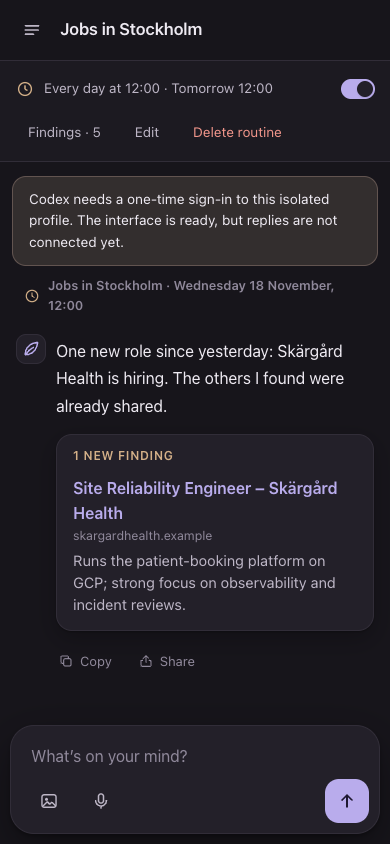 Jobs in Stockholm
Every day at 12:00 · Tomorrow 12:00
Findings · 5
Edit
Delete routine
Codex needs a one-time sign-in to this isolated
profile. The interface is ready, but replies are not
connected yet.
Jobs in Stockholm · Wednesday 18 November,
12:00
One new role since yesterday: Skärgård
Health is hiring. The others I found were
already shared.
1 NEW FINDING
Site Reliability Engineer – Skärgård
Health
skargardhealth.example
Runs the patient-booking platform on
GCP; strong focus on observability and
incident reviews.
Copy
Share
What's on your mind?